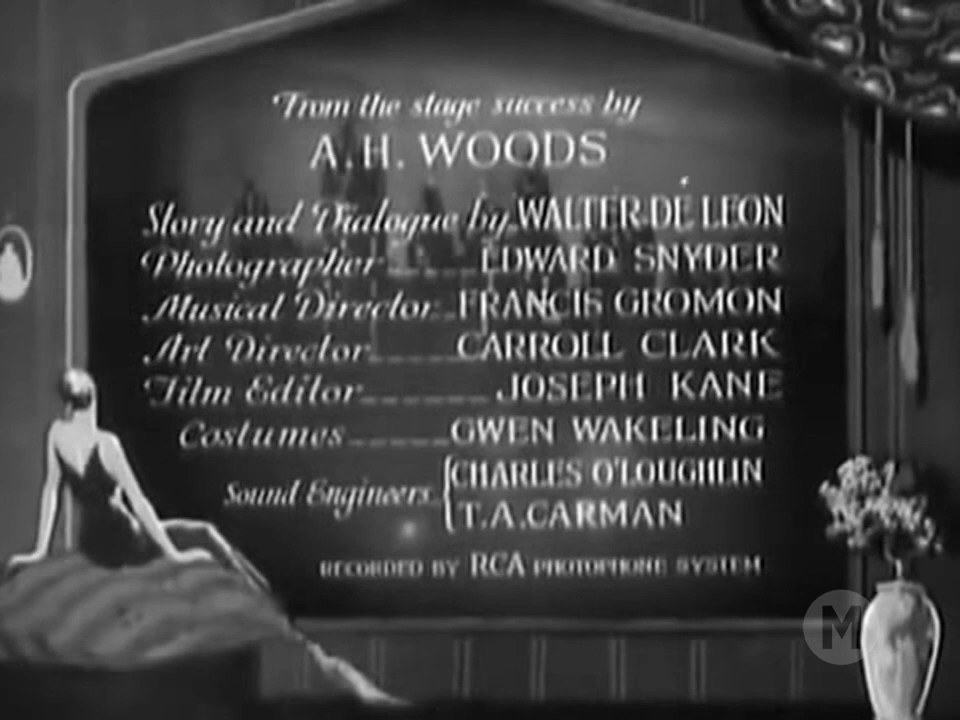 From the stage success by
A. H. WOODS
Story and Dialogue by WALTER DE LEON
Photographer EDWARD SNYDER
Musical Director FRANCIS GROMON
Art Director CARROLL CLARK
Film Editor JOSEPH KANE
Costumes GWEN WAKELING
Sound Engineers CHARLES O'LOUGHLIN
T. A. CARMAN
RECORDED BY RCA PHOTOPHONE SYSTEM
M